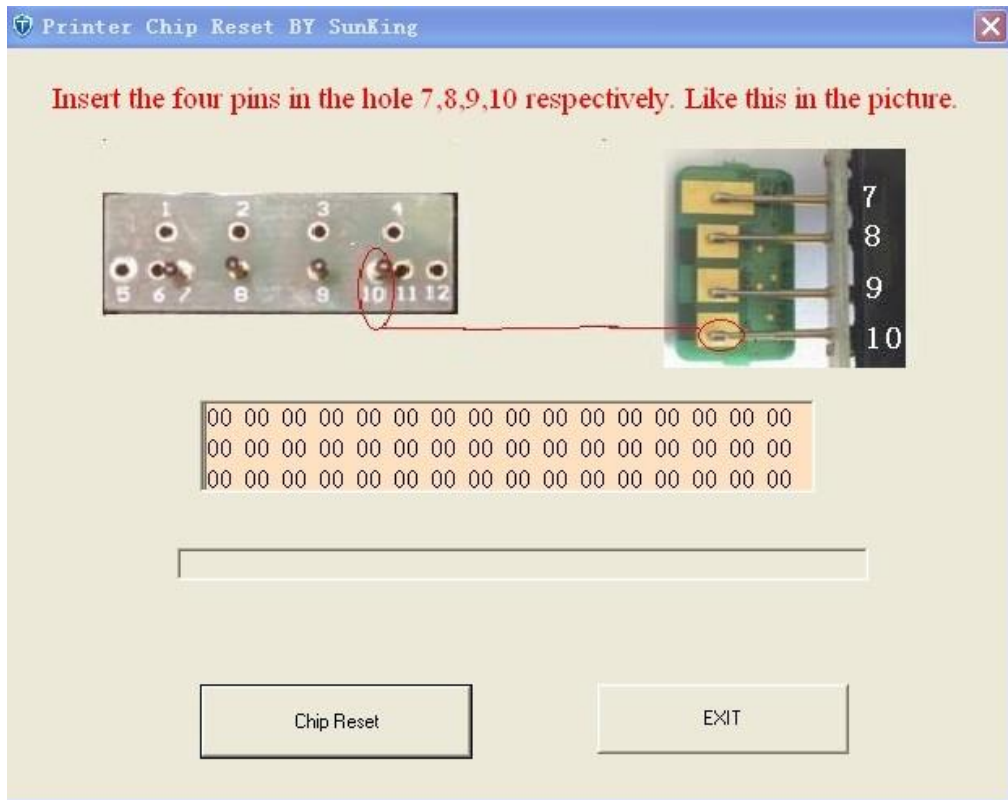 Printer Chip Reset BY SunKing
Insert the four pins in the hole 7,8,9,10 respectively. Like this in the picture.
1 2 3 4
5 6 7 8 9 10 11 12
7
8
9
10
00 00 00 00 00 00 00 00 00 00 00 00 00 00 00 00
00 00 00 00 00 00 00 00 00 00 00 00 00 00 00 00
00 00 00 00 00 00 00 00 00 00 00 00 00 00 00 00
Chip Reset
EXIT